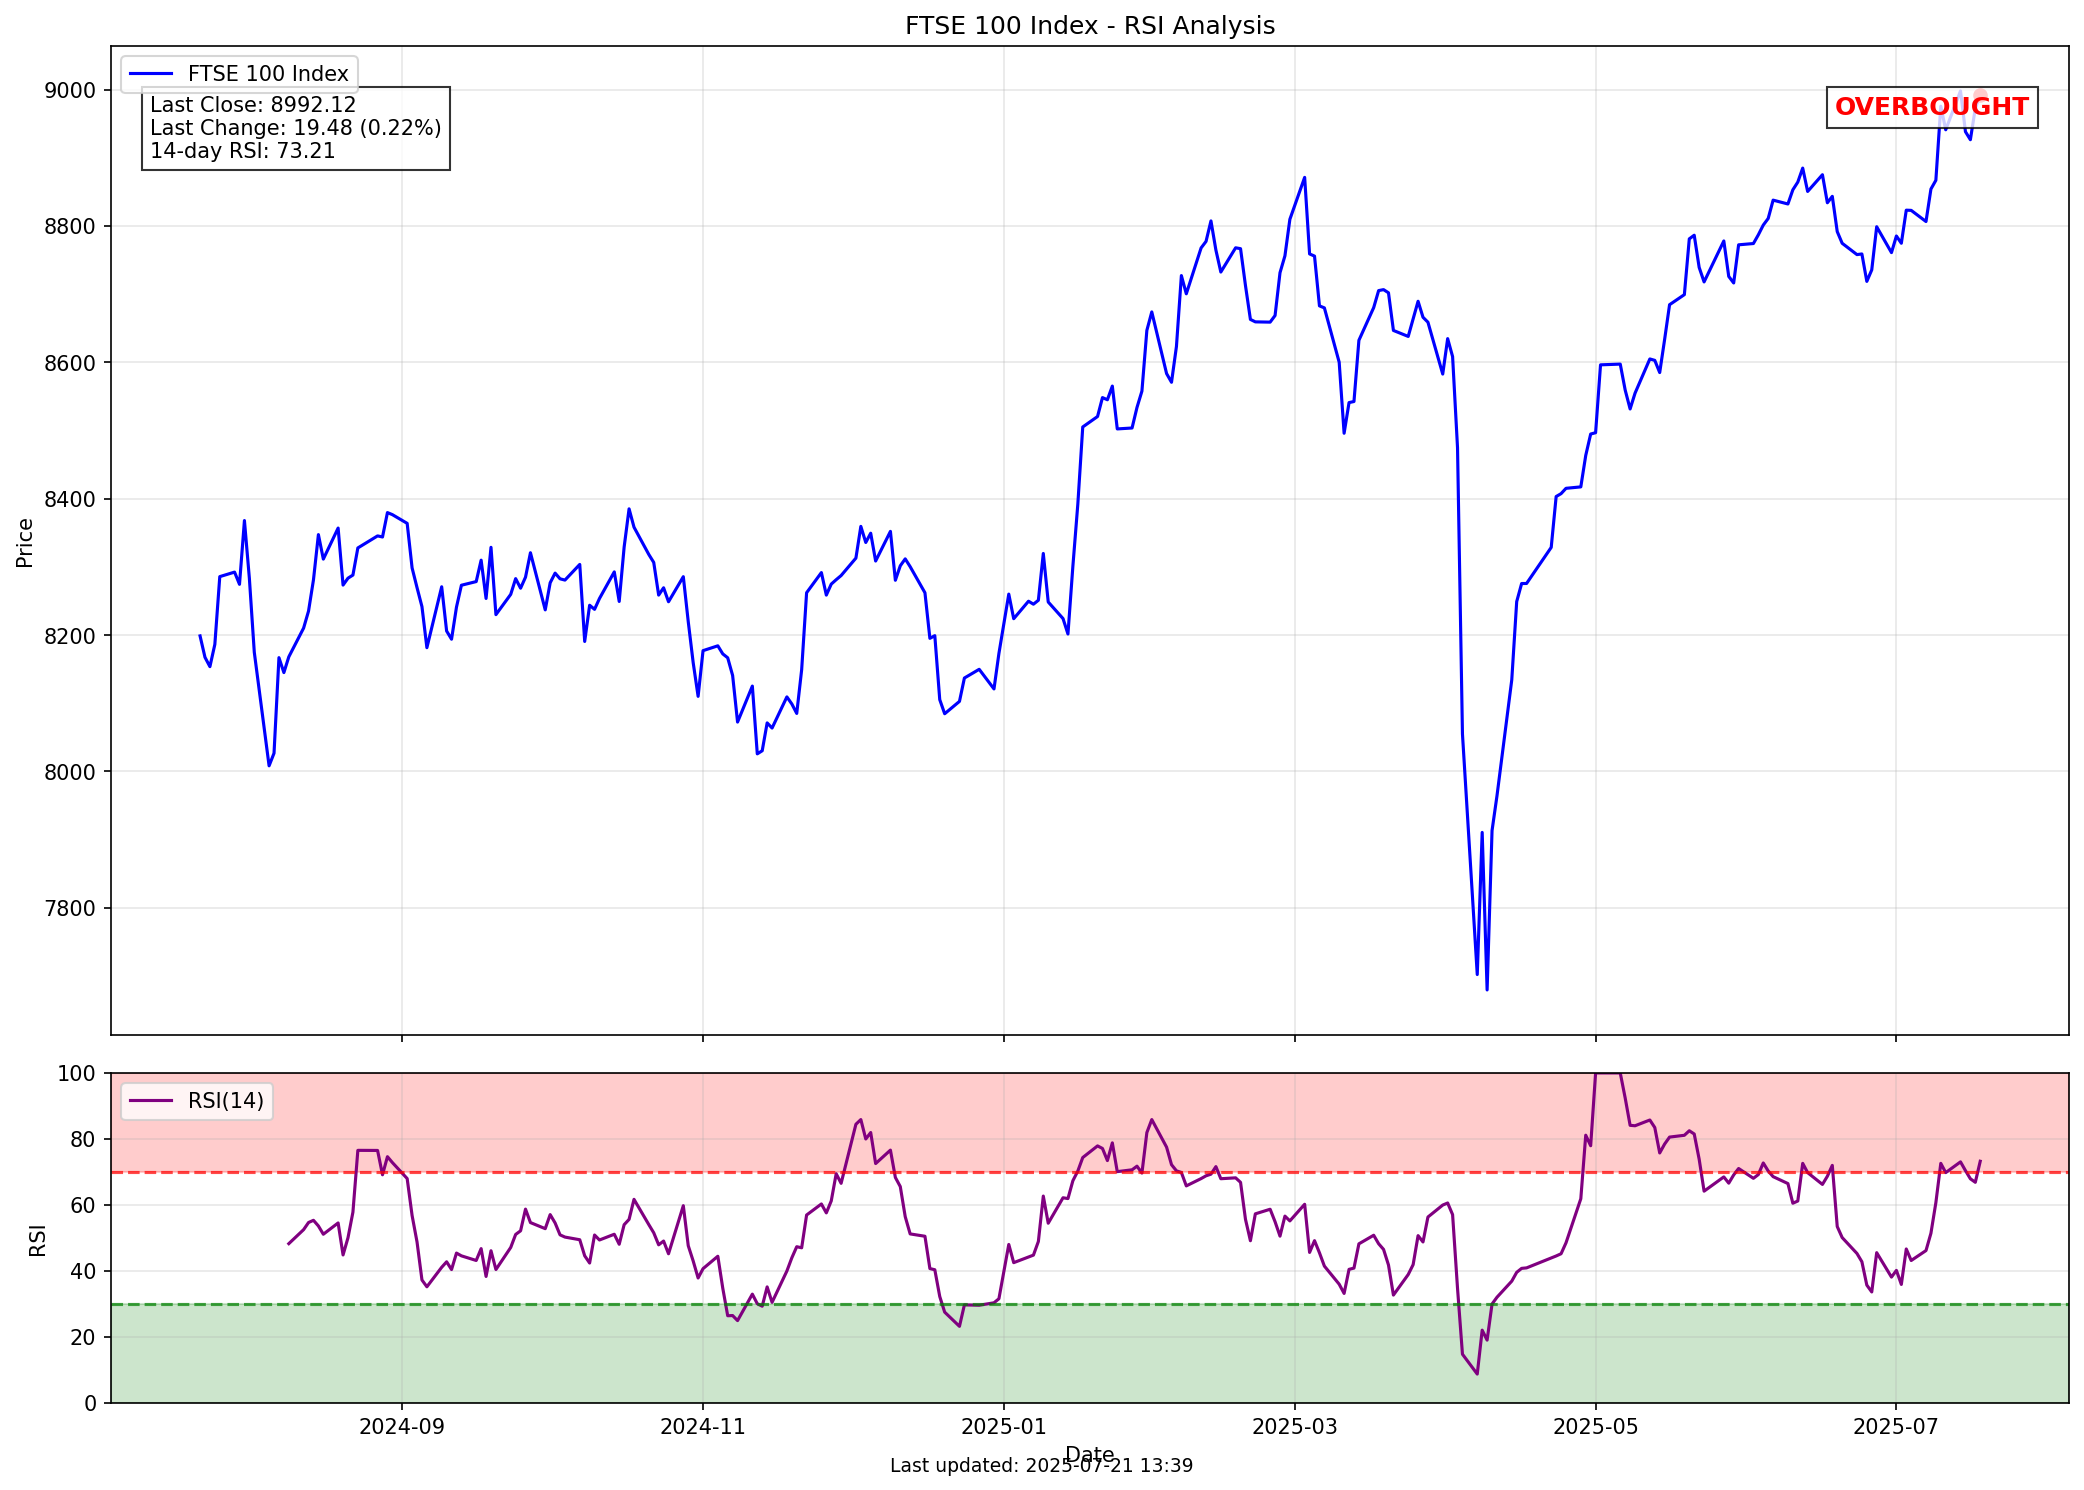 FTSE 100 Index - RSI Analysis
FTSE 100 Index
Last Close: 8992.12
Last Change: 19.48 (0.22%)
14-day RSI: 73.21
OVERBOUGHT
9000
8800
8600
8400
8200
8000
7800
Price
RSI(14)
100
80
60
40
20
0
RSI
2024-09
2024-11
2025-01
2025-03
2025-05
2025-07
Date
Last updated: 2025-07-21 13:39